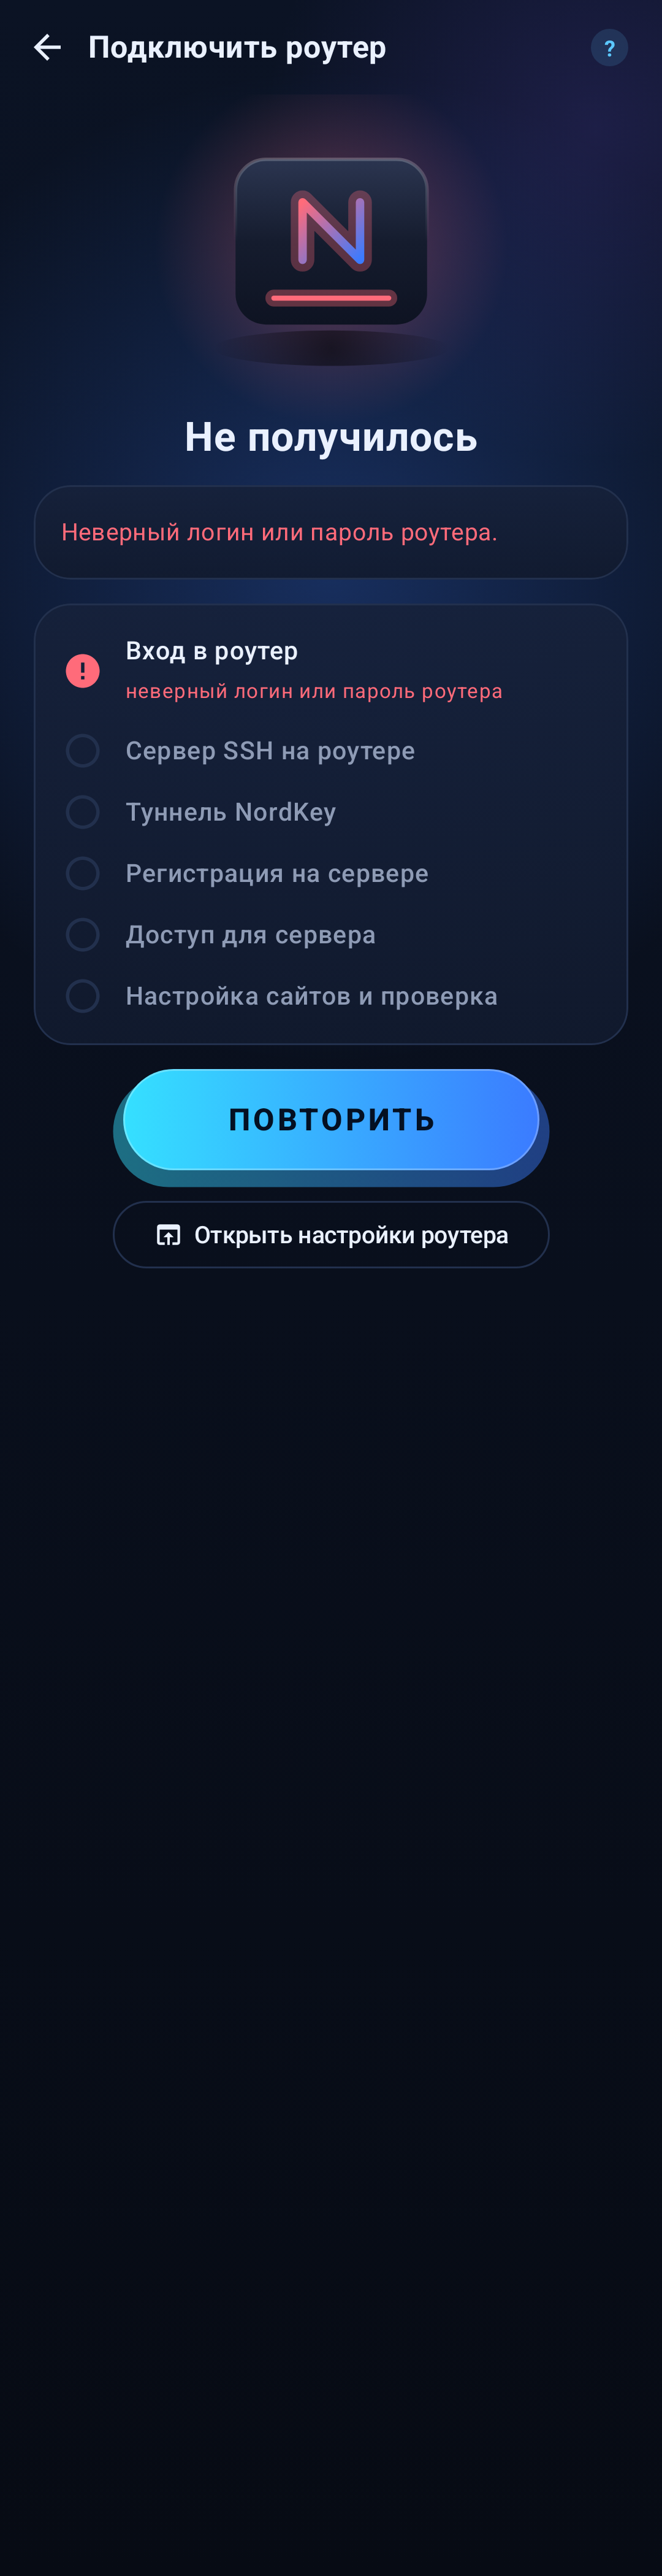 Подключить роутер
?
N
Не получилось
Неверный логин или пароль роутера.
!
Вход в роутер
неверный логин или пароль роутера
Сервер SSH на роутере
Туннель NordKey
Регистрация на сервере
Доступ для сервера
Настройка сайтов и проверка
ПОВТОРИТЬ
Открыть настройки роутера